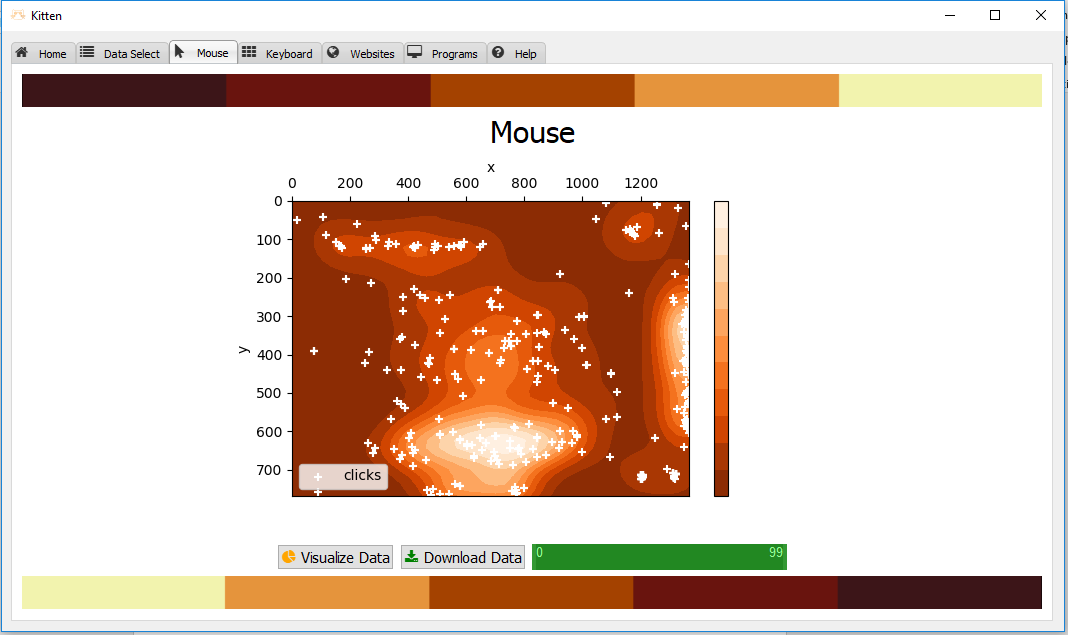 Kitten
Home Data Select Mouse Keyboard Websites Programs Help
Mouse
x
0 200 400 600 800 1000 1200
0
100
200
300
y
400
500
600
700
clicks
Visualize Data Download Data 0 99